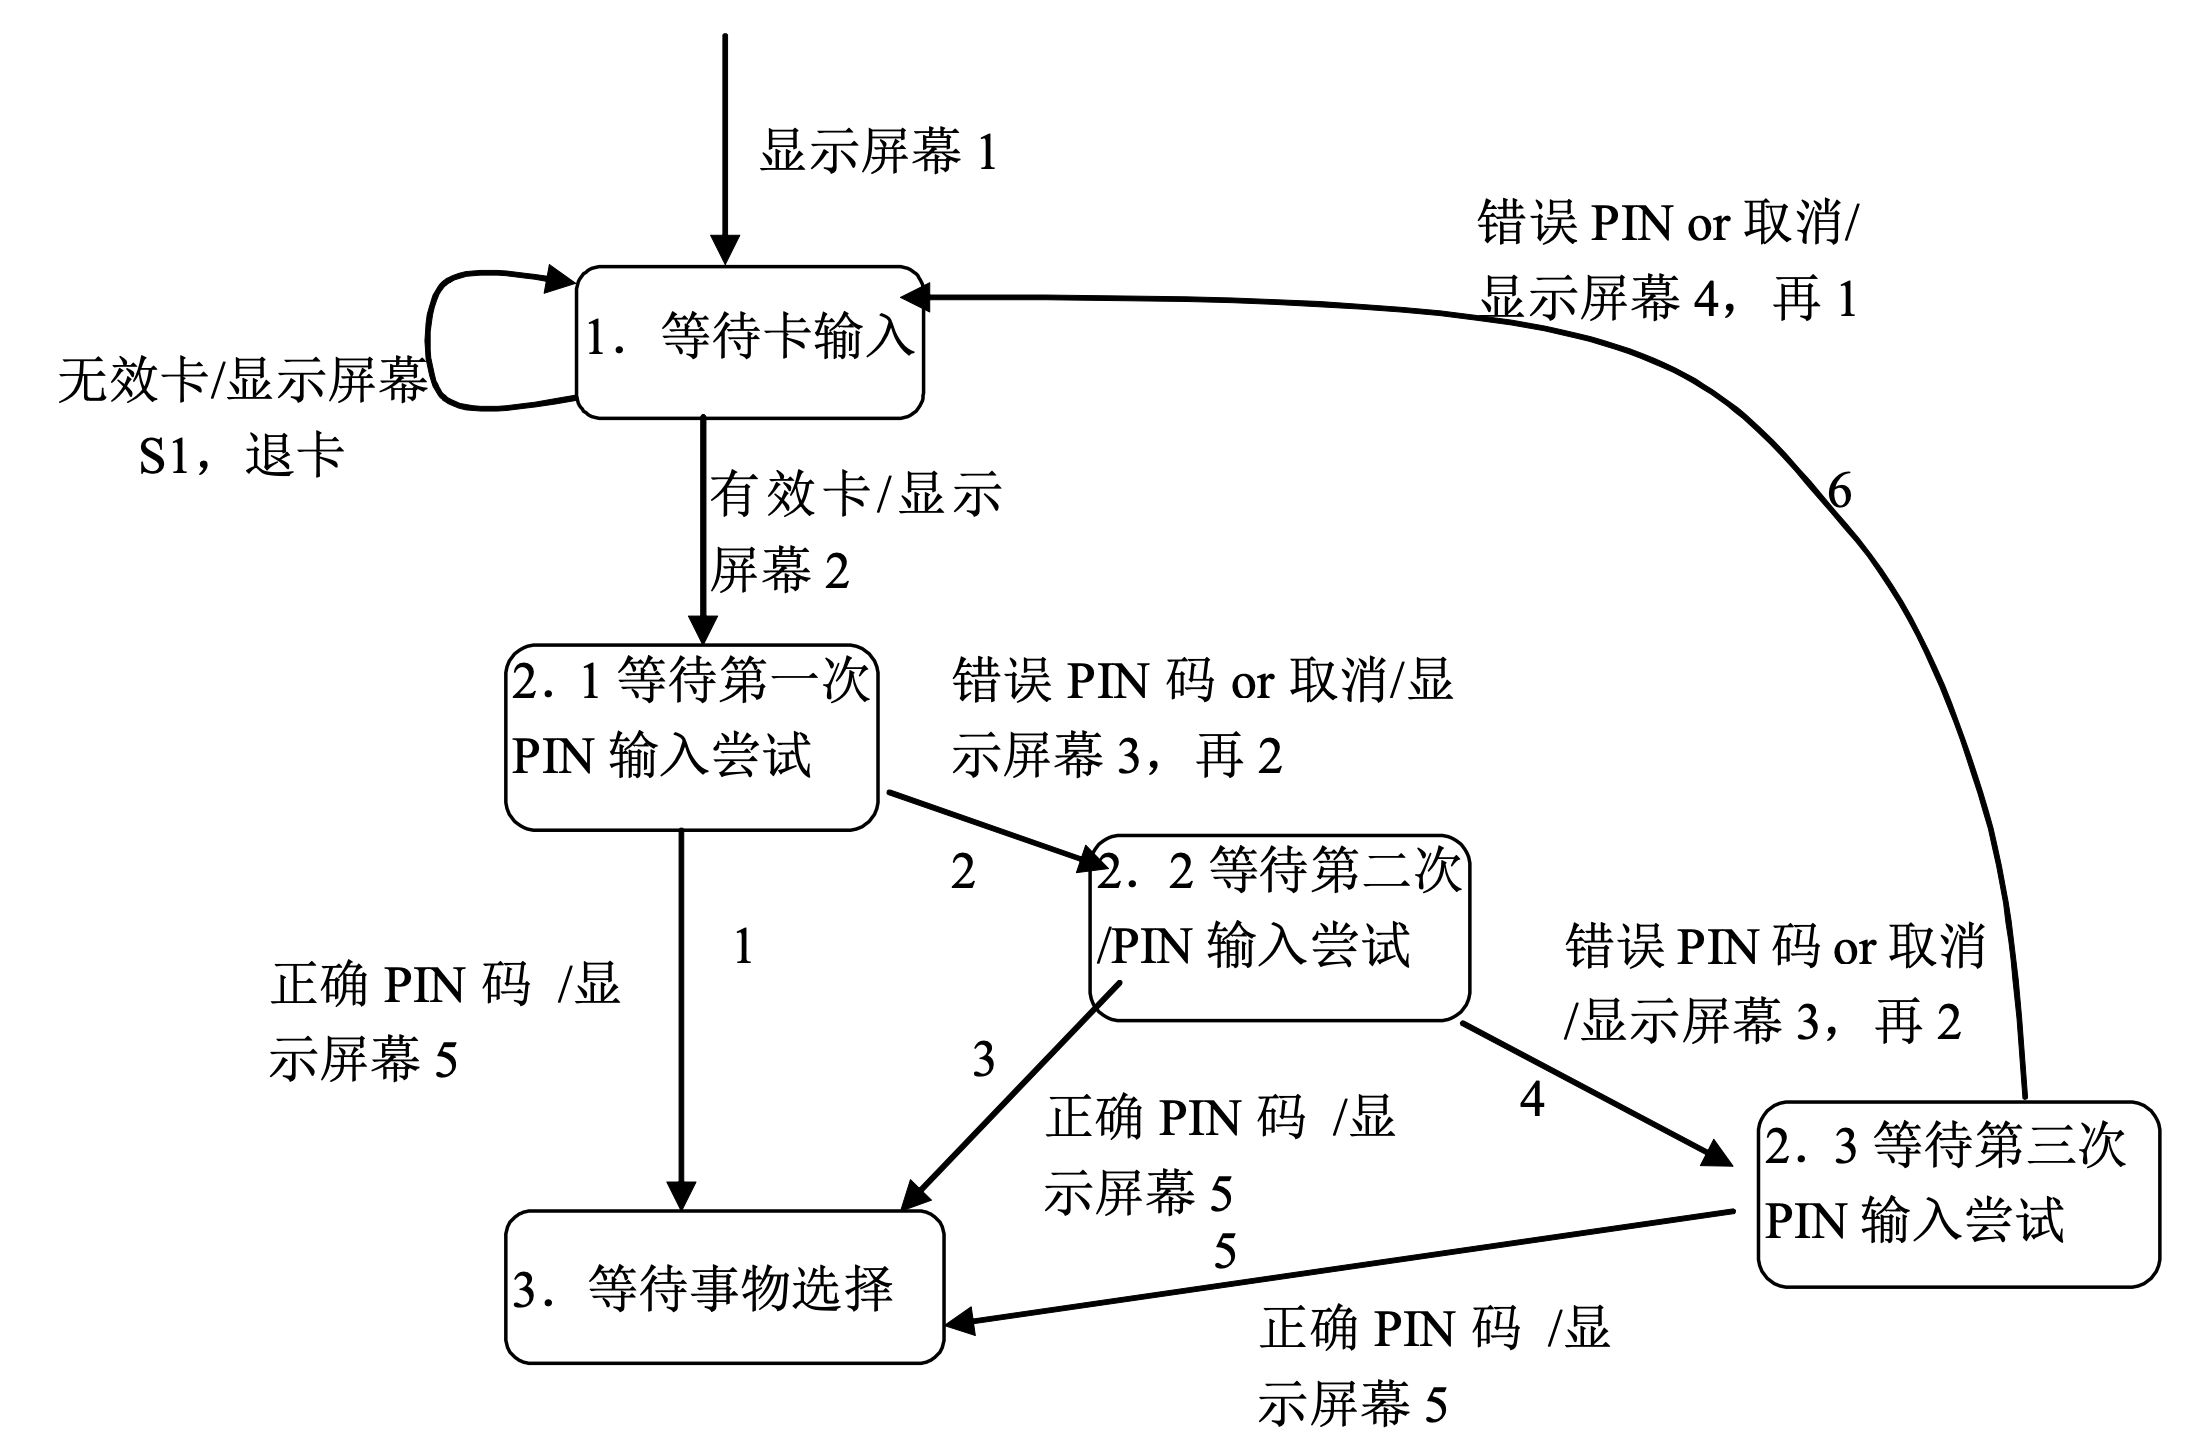 显示屏幕 1
错误 PIN or 取消/
显示屏幕 4，再 1
1．等待卡输入
无效卡/显示屏幕
S1，退卡
有效卡/显示
屏幕 2
6
2．1 等待第一次
PIN 输入尝试
错误 PIN 码 or 取消/显
示屏幕 3，再 2
2
2．2 等待第二次
/PIN 输入尝试
1
正确 PIN 码 /显
示屏幕 5
错误 PIN 码 or 取消
/显示屏幕 3，再 2
3
4
正确 PIN 码 /显
示屏幕 5
2．3 等待第三次
PIN 输入尝试
5
3．等待事物选择
正确 PIN 码 /显
示屏幕 5